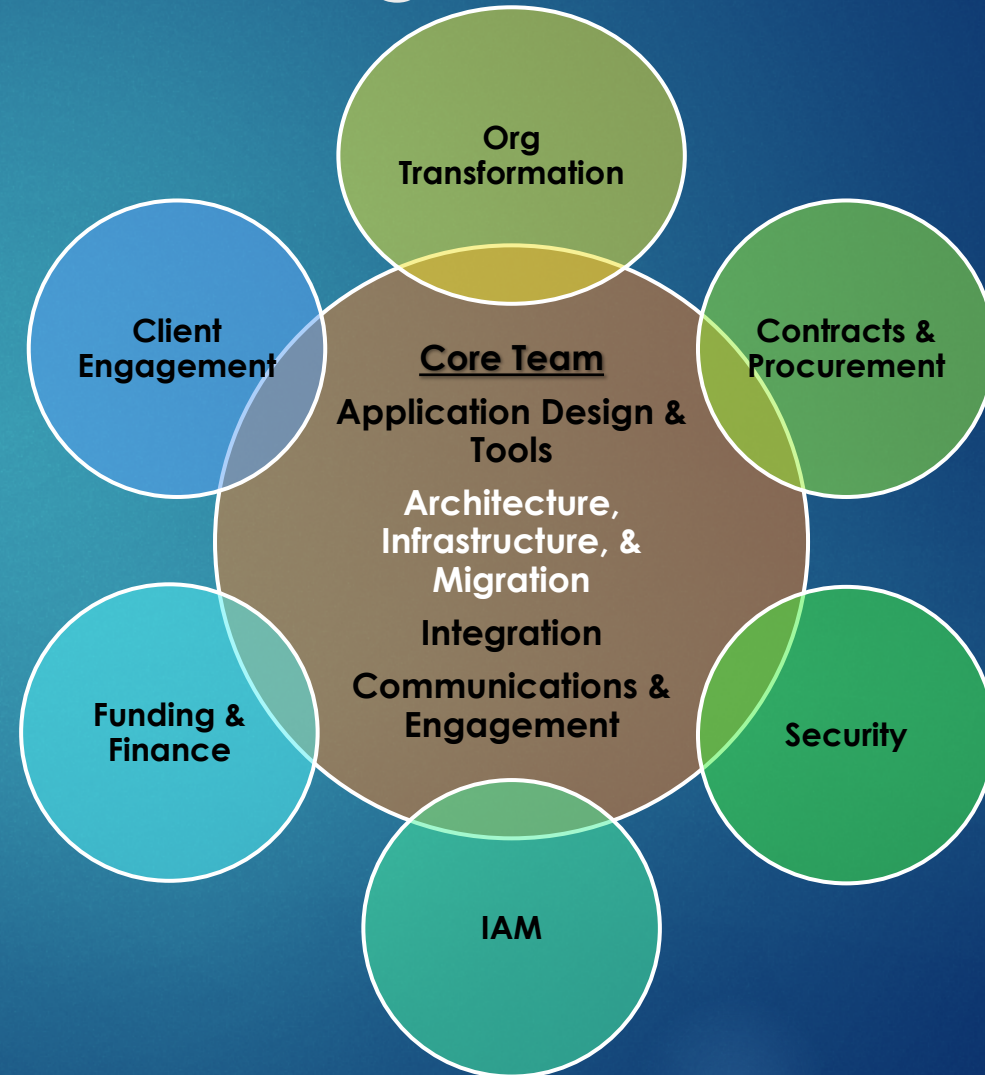 Org
Transformation
Client
Engagement
Contracts &
Procurement
Core Team
Application Design &
Tools
Architecture,
Infrastructure, &
Migration
Integration
Communications &
Engagement
Funding &
Finance
Security
IAM